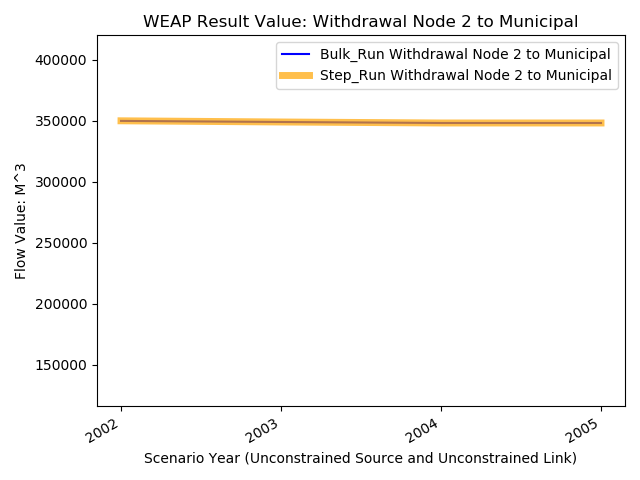 WEAP Result Value: Withdrawal Node 2 to Municipal
Bulk_Run Withdrawal Node 2 to Municipal
Step_Run Withdrawal Node 2 to Municipal
Flow Value: M^3
400000
350000
300000
250000
200000
150000
2002
2003
2004
2005
Scenario Year (Unconstrained Source and Unconstrained Link)